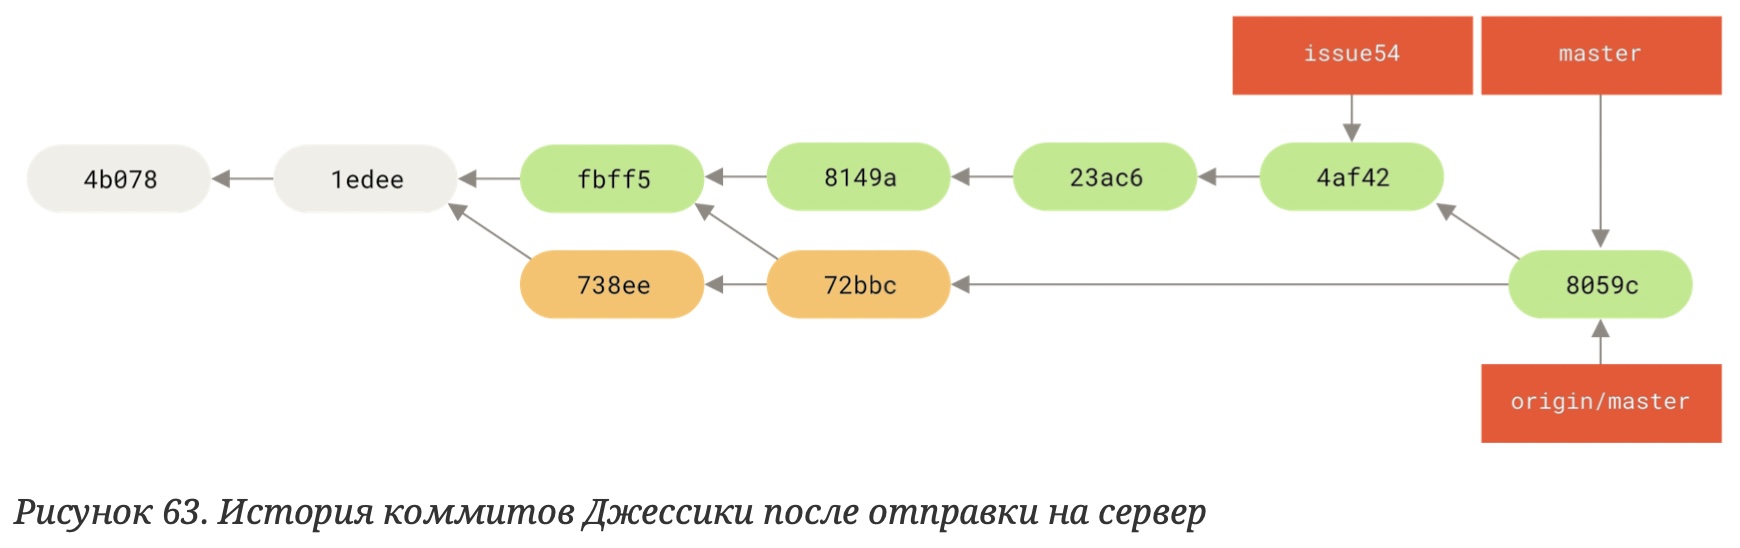 issue54 master
4b078 1edee fbff5 8149a 23ac6 4af42
738ee 72bbc 8059c
origin/master
Рисунок 63. История коммитов Джессики после отправки на сервер